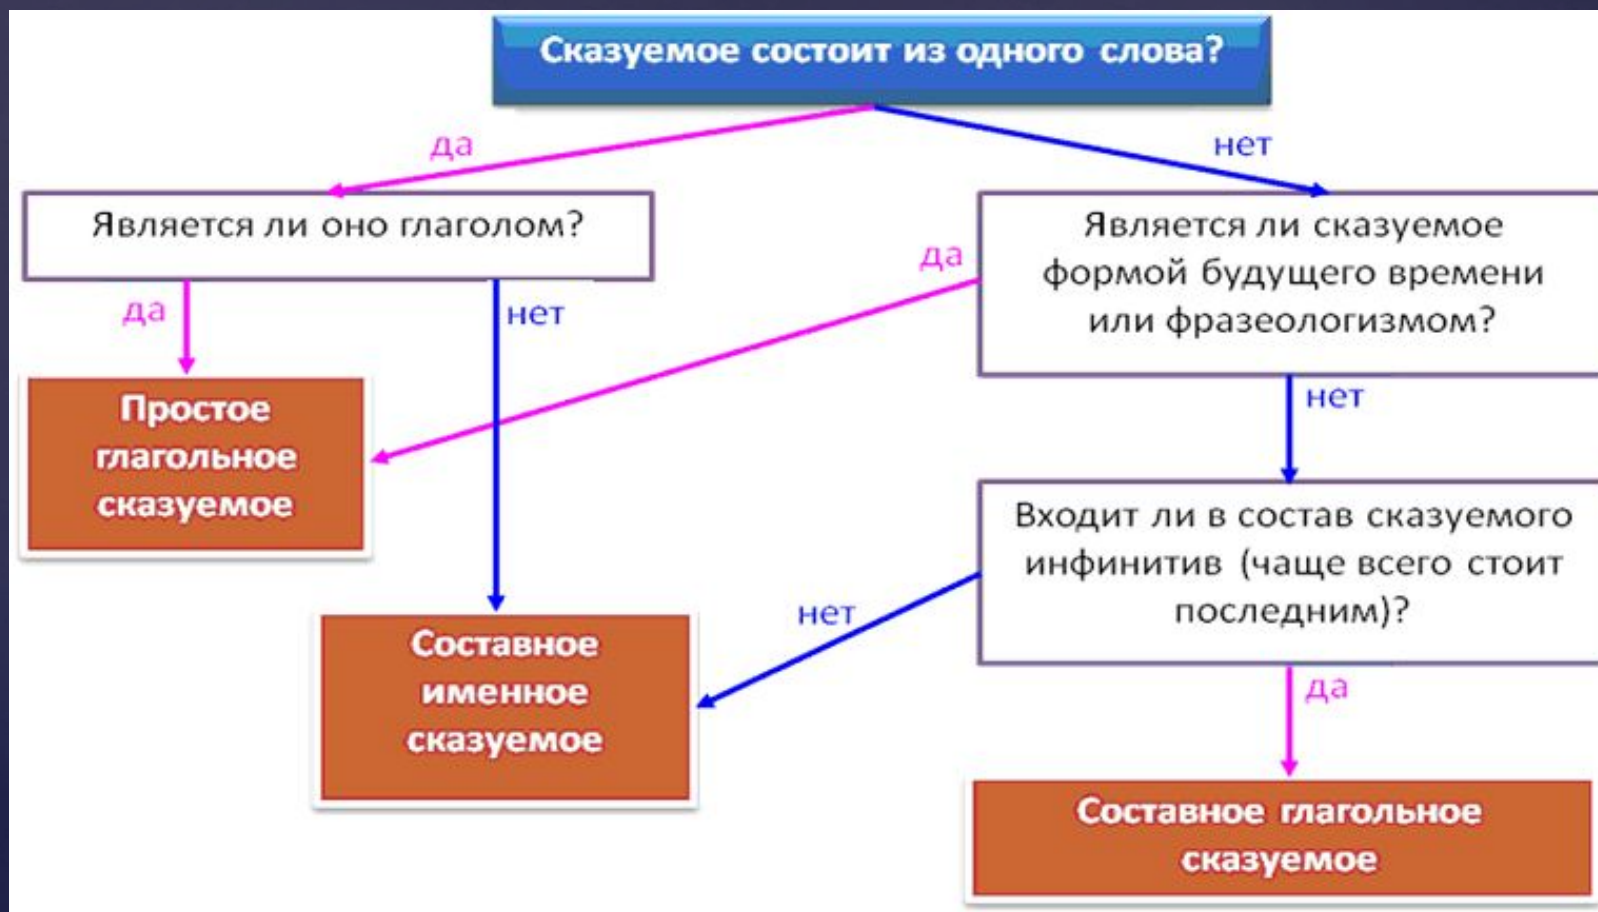 Сказуемое состоит из одного слова?
да
нет
Является ли оно глаголом?
Является ли сказуемое
формой будущего времени
или фразеологизмом?
да
да
нет
нет
Простое
глагольное
сказуемое
Входит ли в состав сказуемого
инфинитив (чаще всего стоит
последним)?
нет
да
Составное
именное
сказуемое
Составное глагольное
сказуемое